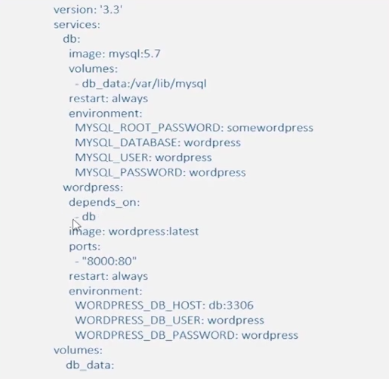 version: '3.3'
services:
db:
image: mysql:5.7
volumes:
- db_data:/var/lib/mysql
restart: always
environment:
MYSQL_ROOT_PASSWORD: somewordpress
MYSQL_DATABASE: wordpress
MYSQL_USER: wordpress
MYSQL_PASSWORD: wordpress
wordpress:
depends_on:
- db
image: wordpress:latest
ports:
- "8000:80"
restart: always
environment:
WORDPRESS_DB_HOST: db:3306
WORDPRESS_DB_USER: wordpress
WORDPRESS_DB_PASSWORD: wordpress
volumes:
db_data: